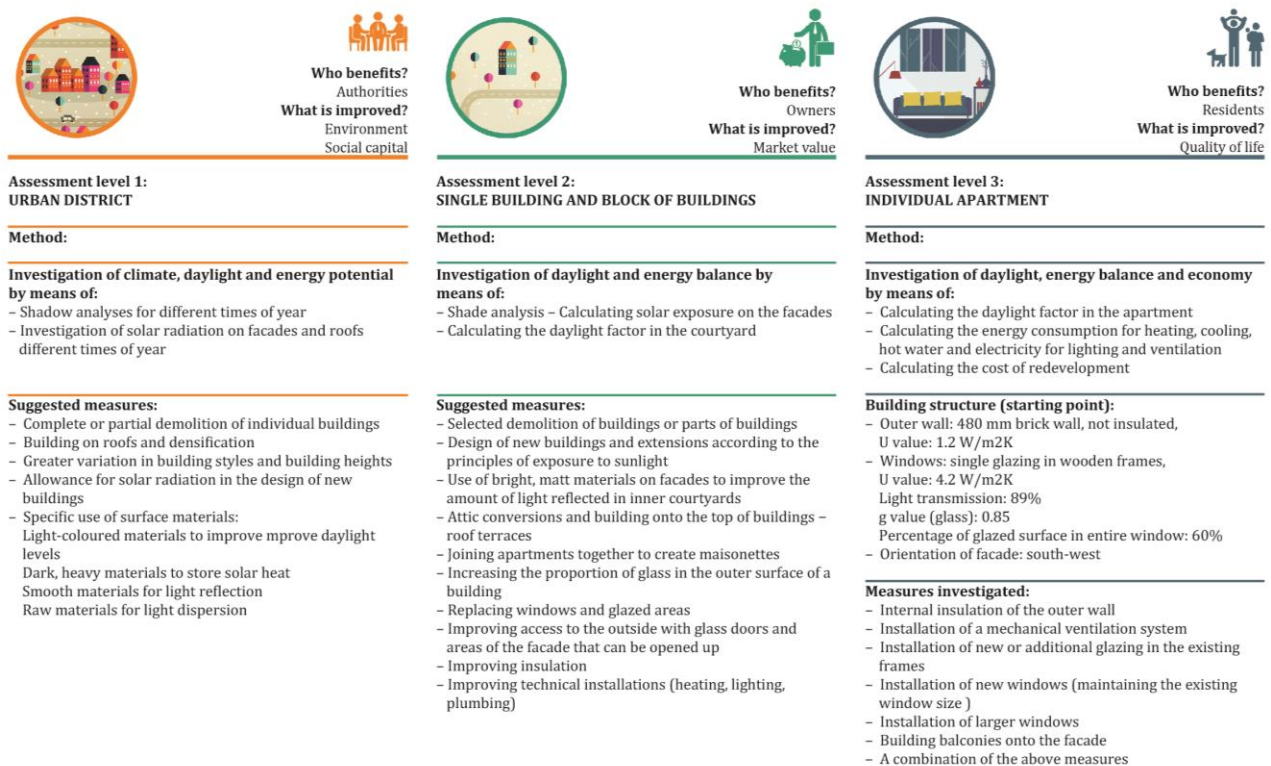 Who benefits?
Authorities
What is improved?
Environment
Social capital
Assessment level 1:
URBAN DISTRICT
Method:
Investigation of climate, daylight and energy potential
by means of:
– Shadow analyses for different times of year
– Investigation of solar radiation on facades and roofs
different times of year
Suggested measures:
– Complete or partial demolition of individual buildings
– Building on roofs and densification
– Greater variation in building styles and building heights
– Allowance for solar radiation in the design of new
buildings
– Specific use of surface materials:
Light-coloured materials to improve mprove daylight
levels
Dark, heavy materials to store solar heat
Smooth materials for light reflection
Raw materials for light dispersion
Who benefits?
Owners
What is improved?
Market value
Assessment level 2:
SINGLE BUILDING AND BLOCK OF BUILDINGS
Method:
Investigation of daylight and energy balance by
means of:
– Shade analysis – Calculating solar exposure on the facades
– Calculating the daylight factor in the courtyard
Suggested measures:
– Selected demolition of buildings or parts of buildings
– Design of new buildings and extensions according to the
principles of exposure to sunlight
– Use of bright, matt materials on facades to improve the
amount of light reflected in inner courtyards
– Attic conversions and building onto the top of buildings –
roof terraces
– Joining apartments together to create maisonettes
– Increasing the proportion of glass in the outer surface of a
building
– Replacing windows and glazed areas
– Improving access to the outside with glass doors and
areas of the facade that can be opened up
– Improving insulation
– Improving technical installations (heating, lighting,
plumbing)
Who benefits?
Residents
What is improved?
Quality of life
Assessment level 3:
INDIVIDUAL APARTMENT
Method:
Investigation of daylight, energy balance and economy
by means of:
– Calculating the daylight factor in the apartment
– Calculating the energy consumption for heating, cooling,
hot water and electricity for lighting and ventilation
– Calculating the cost of redevelopment
Building structure (starting point):
– Outer wall: 480 mm brick wall, not insulated,
U value: 1.2 W/m2K
– Windows: single glazing in wooden frames,
U value: 4.2 W/m2K
Light transmission: 89%
g value (glass): 0.85
Percentage of glazed surface in entire window: 60%
– Orientation of facade: south-west
Measures investigated:
– Internal insulation of the outer wall
– Installation of a mechanical ventilation system
– Installation of new or additional glazing in the existing
frames
– Installation of new windows (maintaining the existing
window size )
– Installation of larger windows
– Building balconies onto the facade
– A combination of the above measures